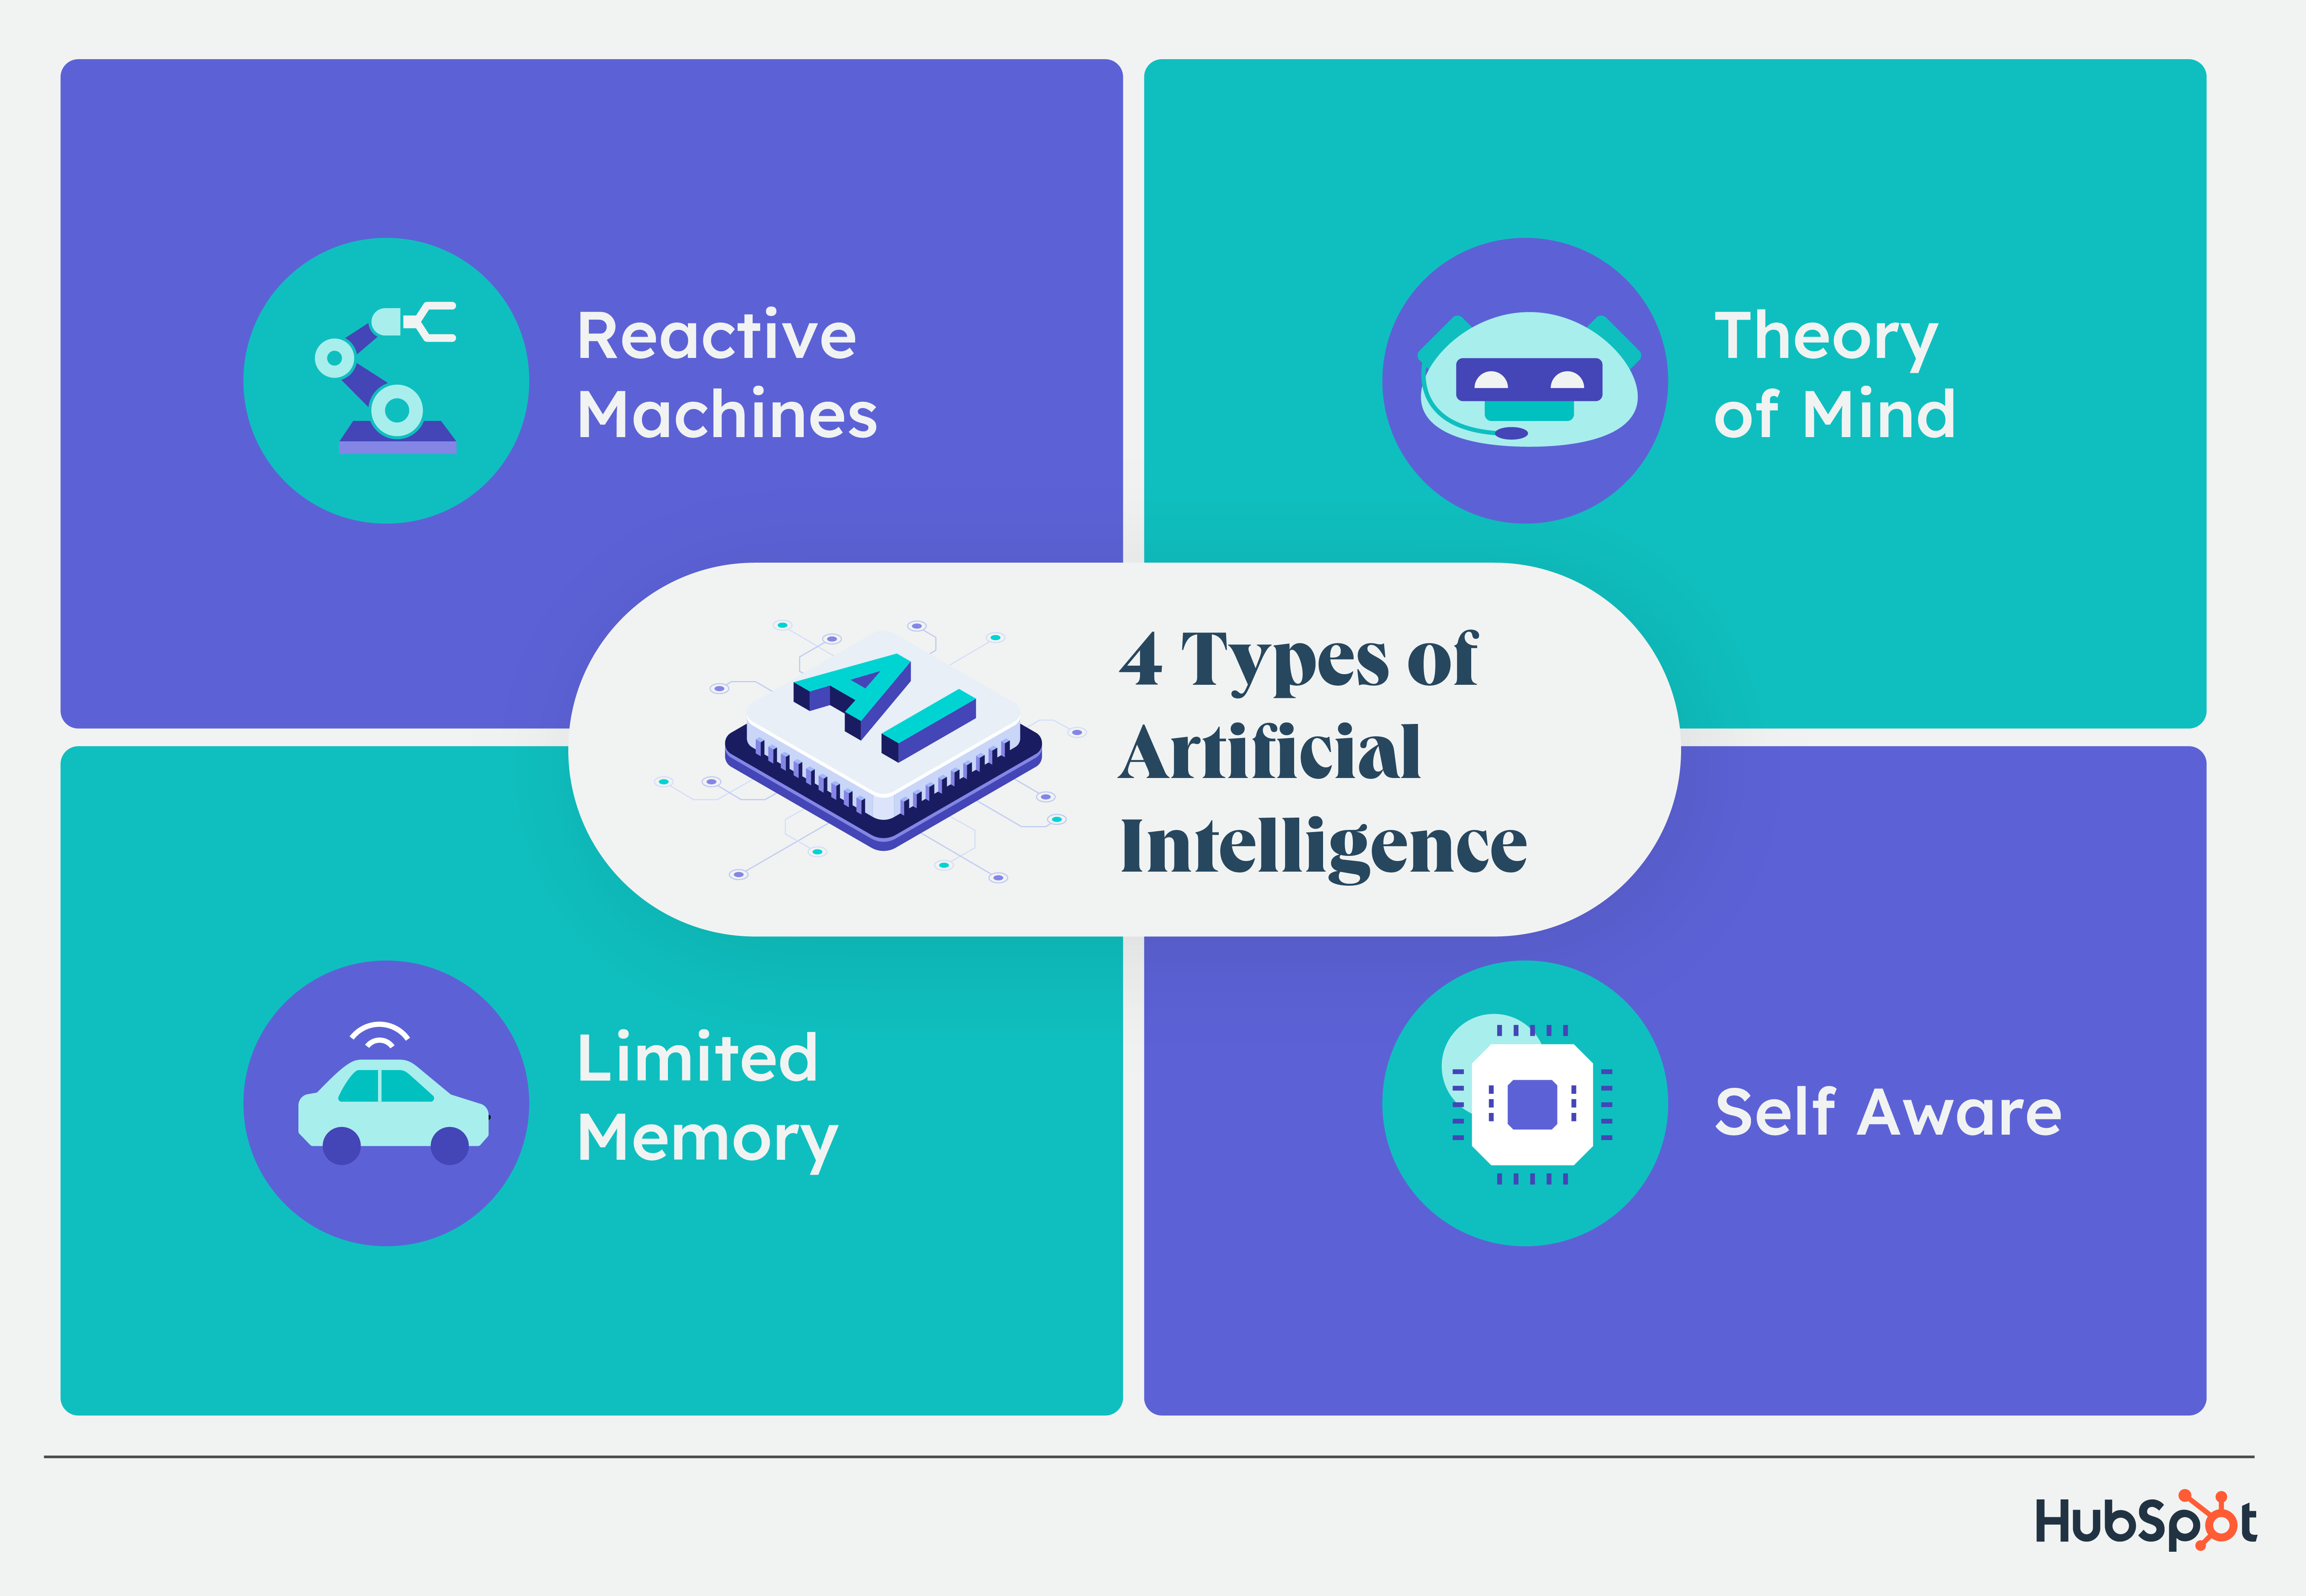 Reactive
Machines
Theory
of Mind
AI
4 Types of
Artificial
Intelligence
Limited
Memory
Self Aware
HubSpot